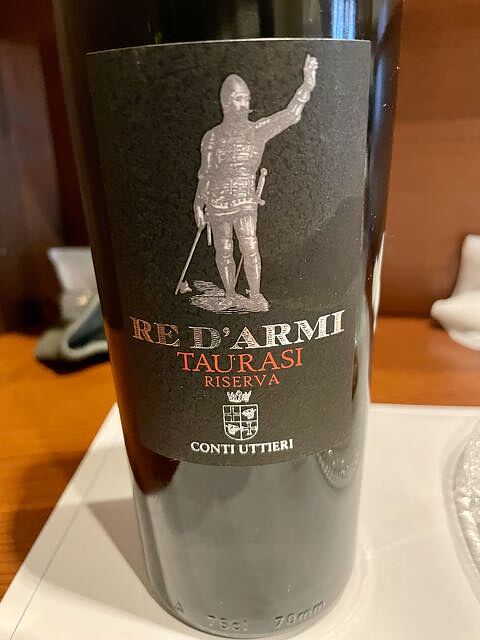 RE D'ARMI
TAURASI
RISERVA
CONTI UTTIERI
75cl 70mm